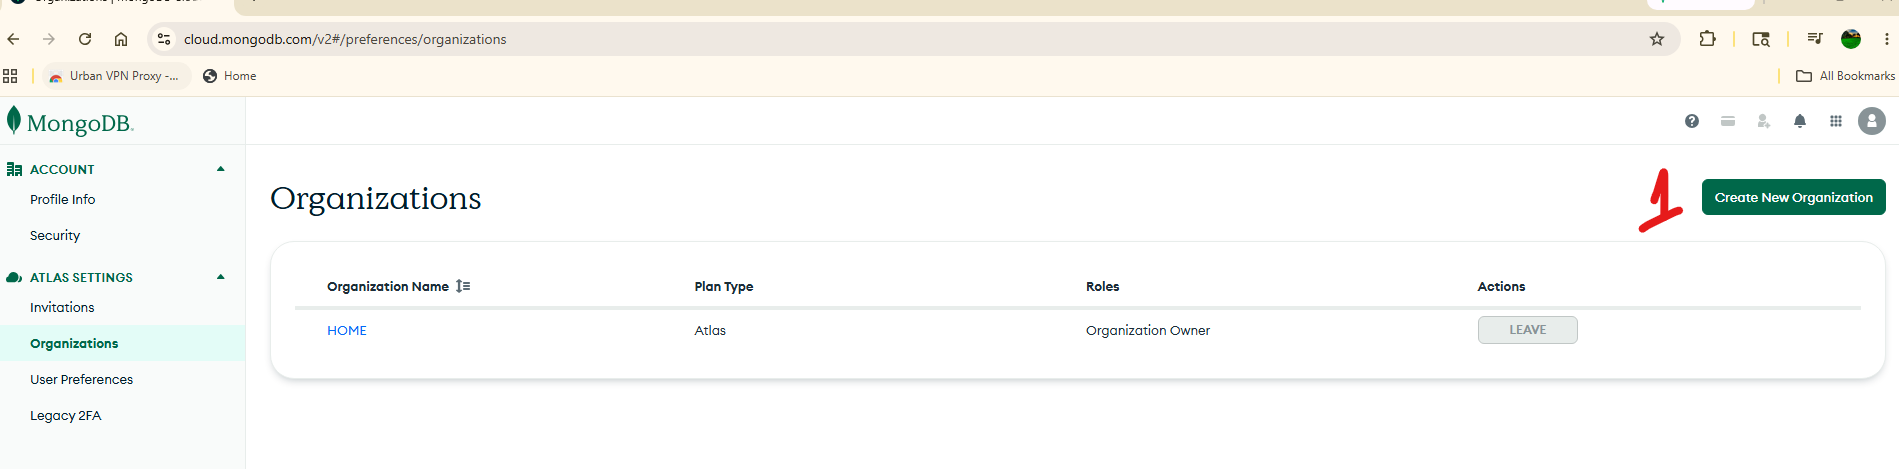 cloud.mongodb.com/v2#/preferences/organizations
Urban VPN Proxy -...
Home
All Bookmarks
MongoDB.
ACCOUNT
Profile Info
Security
ATLAS SETTINGS
Invitations
Organizations
User Preferences
Legacy 2FA
Organizations
1
Create New Organization
Organization Name Plan Type Roles Actions
HOME Atlas Organization Owner LEAVE